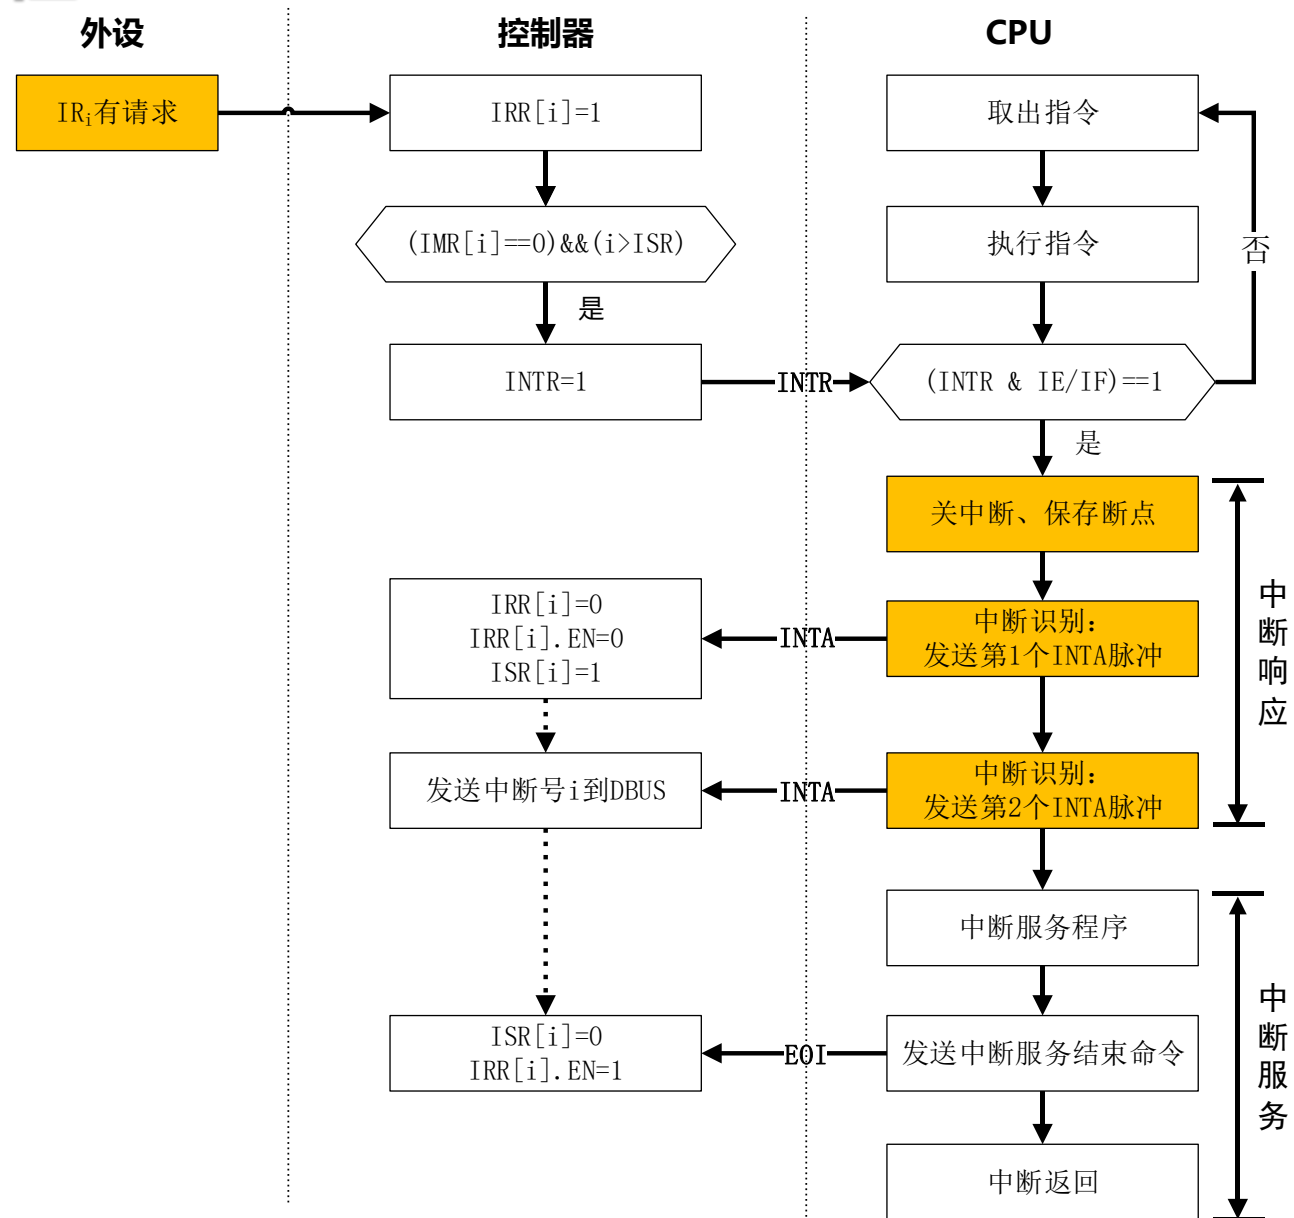 外设
控制器
CPU
IRi有请求
IRR[i]=1
取出指令
(IMR[i]==0)&&(i>ISR)
执行指令
否
是
INTR=1
INTR
(INTR & IE/IF)==1
是
关中断、保存断点
IRR[i]=0
IRR[i].EN=0
ISR[i]=1
INTA
中断识别：
发送第1个INTA脉冲
中断响应
发送中断号i到DBUS
INTA
中断识别：
发送第2个INTA脉冲
中断服务程序
ISR[i]=0
IRR[i].EN=1
EOI
发送中断服务结束命令
中断服务
中断返回